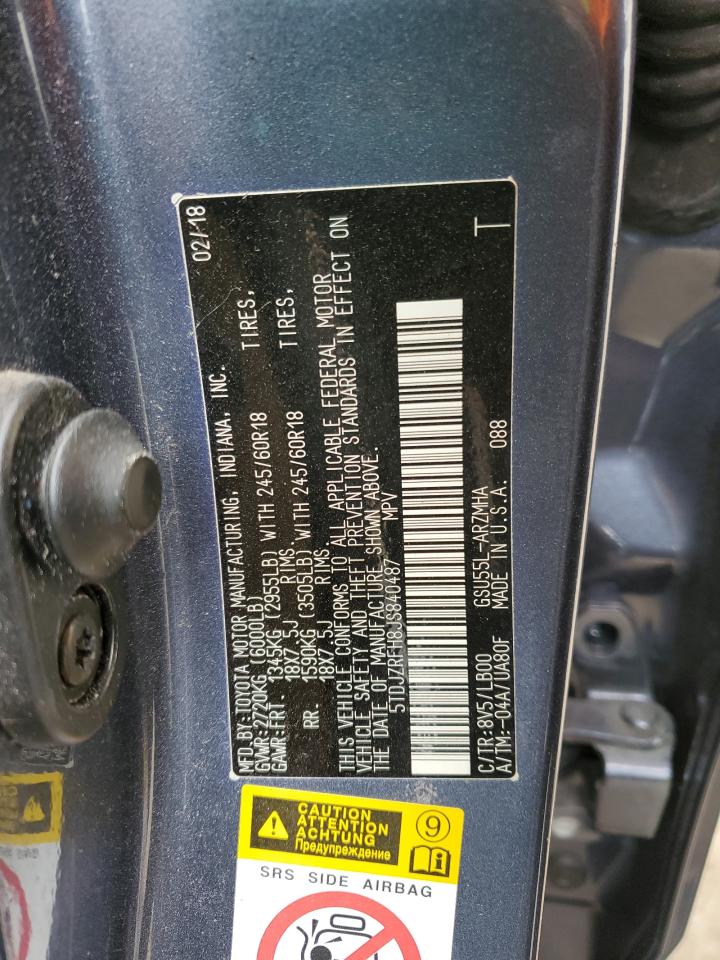 MFD. BY: TOYOTA MOTOR MANUFACTURING, INDIANA, INC. 02/18
GVWR: 2720KG (6000LB)
GAWR: FRT. 1345KG (2955LB) WITH 245/60R18 TIRES,
18X7.5J RIMS
RR. 1590KG (3505LB) WITH 245/60R18 TIRES,
18X7.5J RIMS
THIS VEHICLE CONFORMS TO ALL APPLICABLE FEDERAL MOTOR
VEHICLE SAFETY AND THEFT PREVENTION STANDARDS IN EFFECT ON
THE DATE OF MANUFACTURE SHOWN ABOVE.
5TDJZRFH8JS840487 MPV
C/TR: 8V5/LB00 GSU55L-ARZMHA 088 T
A/TM: -04A/UA80F MADE IN U.S.A.
CAUTION
ATTENTION
ACHTUNG
Предупреждение
9
SRS SIDE AIRBAG